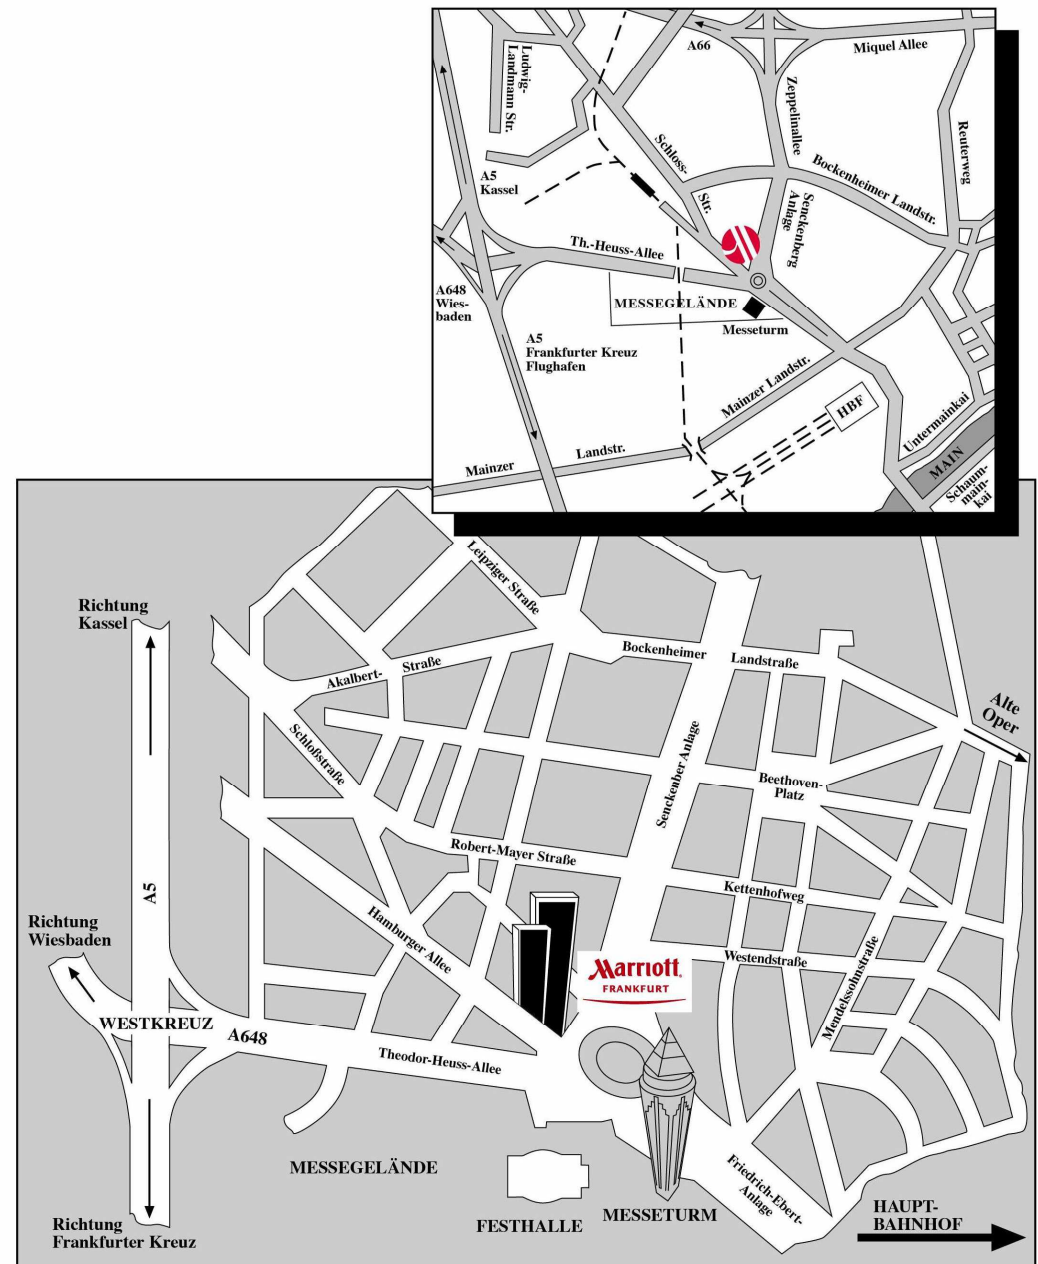 A66
Miquel Allee
Ludwig-
Landmann Str.
Zeppelinallee
Reuterweg
Schloss-
Str.
Bockenheimer Landstr.
A5
Kassel
Senckenberg
Anlage
Th.-Heuss-Allee
A648
Wies-
baden
MESSEGELÄNDE
Messeturm
A5
Frankfurter Kreuz
Flughafen
Mainzer Landstr.
HBF
Untermainkai
MAIN
Schaum-
main-
kai
Mainzer
Landstr.
Leipziger Straße
Richtung
Kassel
Bockenheimer
Landstraße
Akalbert-
Straße
Alte
Oper
Schloßstraße
Senckenber Anlage
Beethoven-
Platz
Robert-Mayer Straße
A5
Kettenhofweg
Richtung
Wiesbaden
Hamburger Allee
Westendstraße
Mendelssohnstraße
Marriott
FRANKFURT
WESTKREUZ
A648
Theodor-Heuss-Allee
MESSEGELÄNDE
Friedrich-Ebert-
Anlage
FESTHALLE
MESSETURM
HAUPT-
BAHNHOF
Richtung
Frankfurter Kreuz